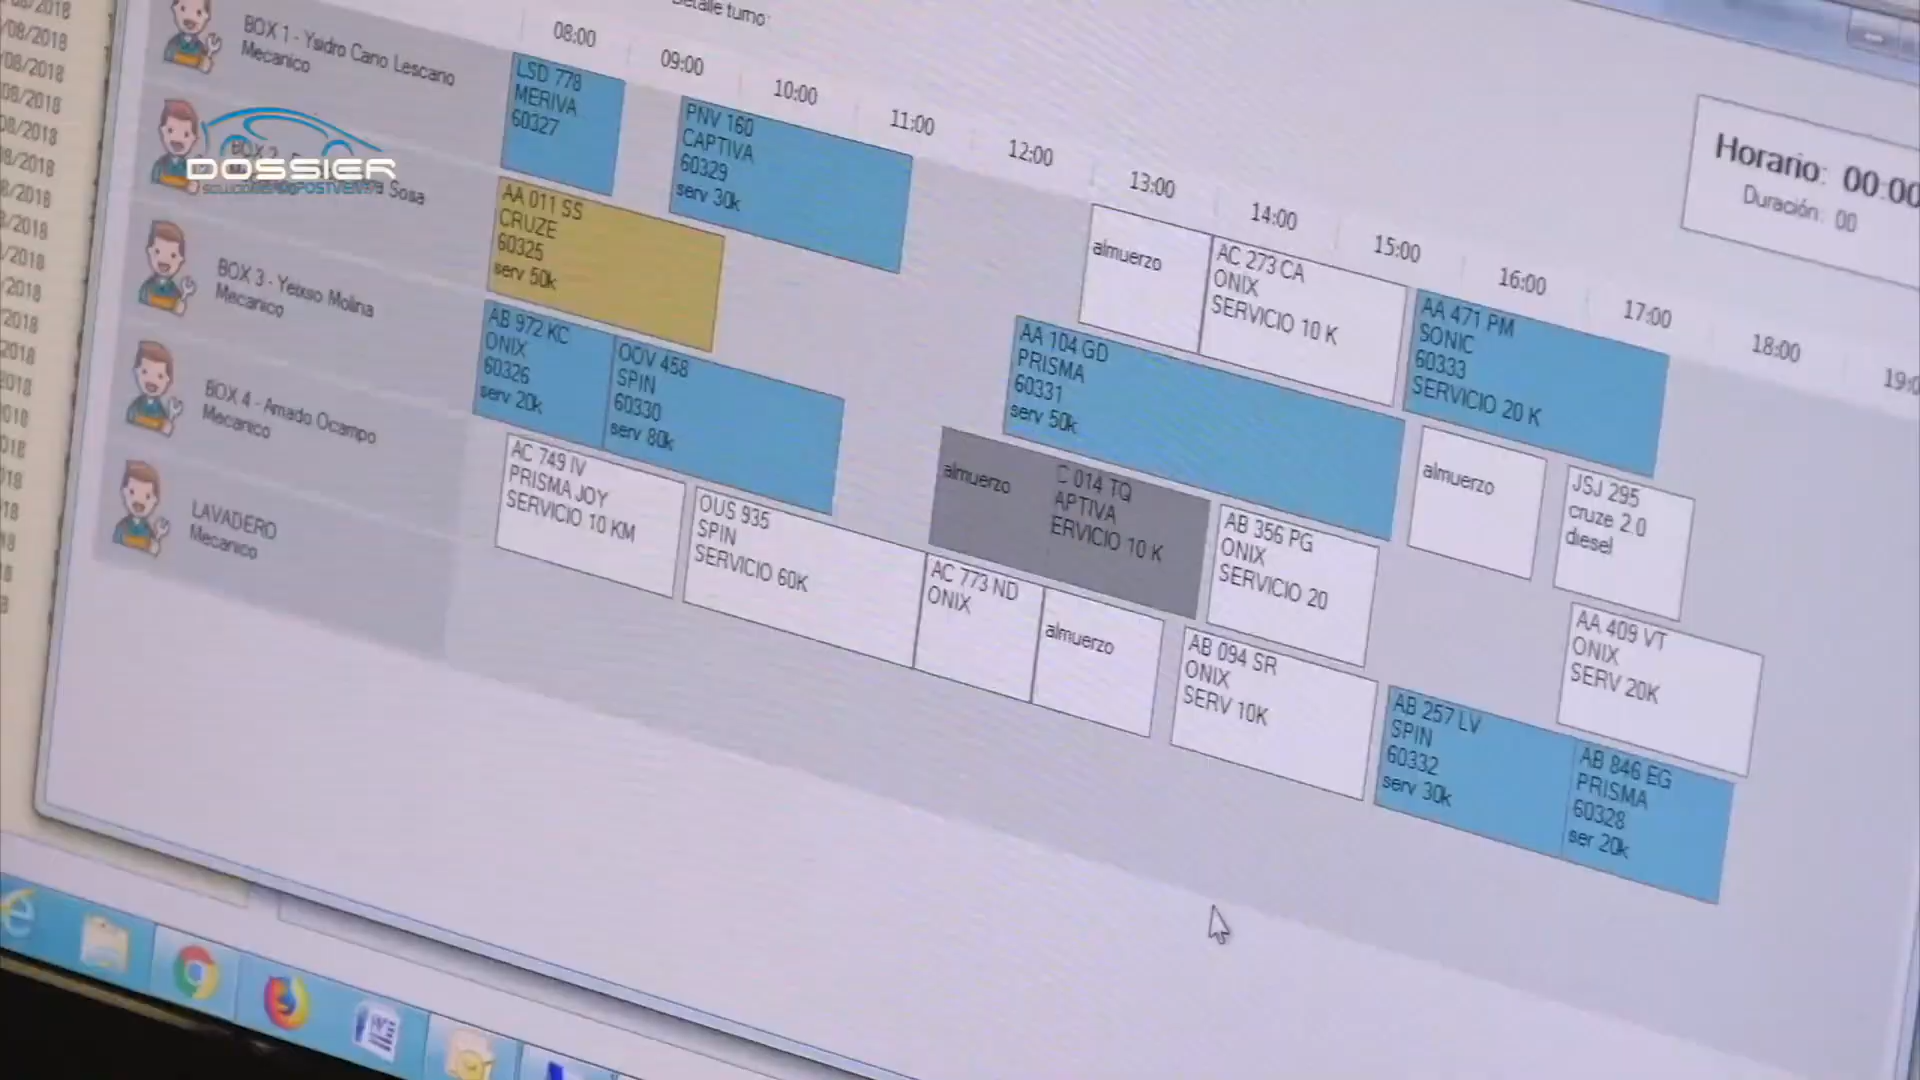 Detalle turno:
08:00
09:00
10:00
11:00
12:00
13:00
14:00
15:00
16:00
17:00
18:00
Horario: 00:00
Duración: 00
BOX 1 - Ysidro Cano Lescano
Mecanico
LSD 778
MERIVA
60327
PNV 160
CAPTIVA
60329
serv 30k
almuerzo
AC 273 CA
ONIX
SERVICIO 10 K
AA 471 PM
SONIC
60333
SERVICIO 20 K
DOSSIER
POSTVENTA
BOX 2
Sosa
AA 011 SS
CRUZE
60325
serv 50k
AA 104 GD
PRISMA
60331
serv 50k
almuerzo
JSJ 295
cruze 2.0
diesel
BOX 3 - Yeixso Molina
Mecanico
AB 972 KC
ONIX
60326
serv 20k
OOV 458
SPIN
60330
serv 80k
almuerzo
C 014 TQ
APTIVA
ERVICIO 10 K
AB 356 PG
ONIX
SERVICIO 20
AA 409 VT
ONIX
SERV 20K
BOX 4 - Amado Ocampo
Mecanico
AC 749 IV
PRISMA JOY
SERVICIO 10 KM
OUS 935
SPIN
SERVICIO 60K
AC 773 ND
ONIX
almuerzo
AB 094 SR
ONIX
SERV 10K
AB 257 LV
SPIN
60332
serv 30k
AB 846 EG
PRISMA
60328
ser 20k
LAVADERO
Mecanico